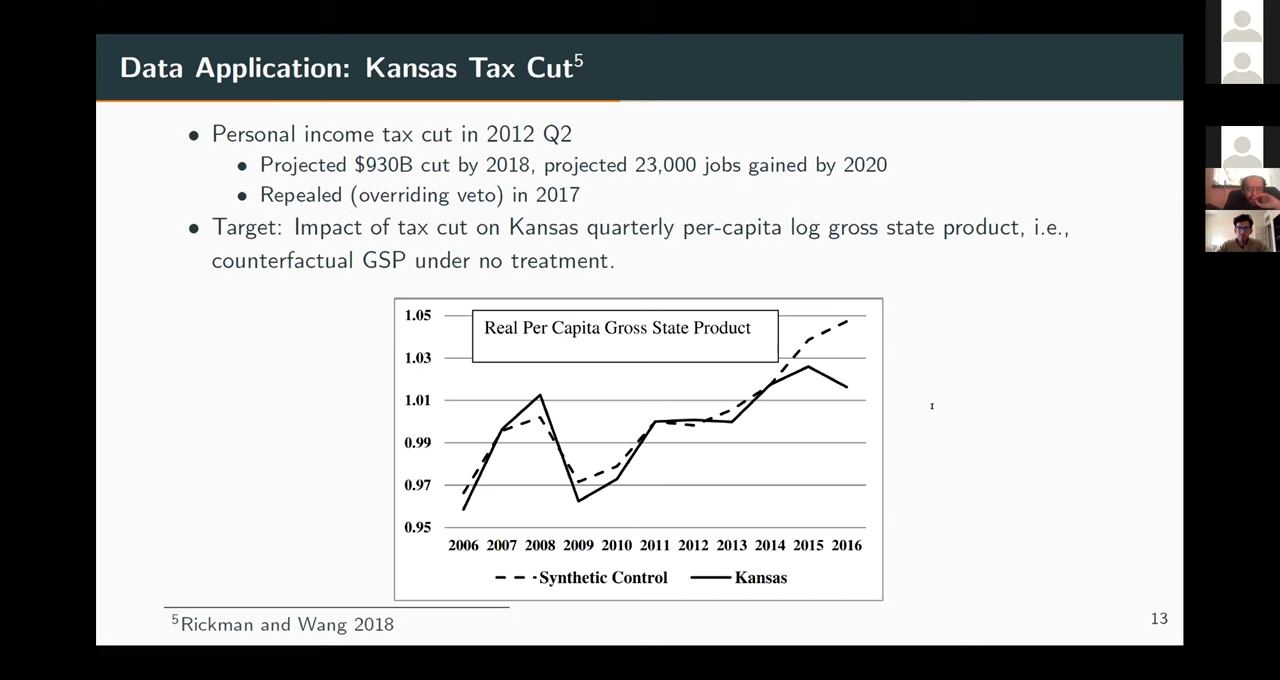 Data Application: Kansas Tax Cut5
• Personal income tax cut in 2012 Q2
• Projected $930B cut by 2018, projected 23,000 jobs gained by 2020
• Repealed (overriding veto) in 2017
• Target: Impact of tax cut on Kansas quarterly per-capita log gross state product, i.e.,
counterfactual GSP under no treatment.
Real Per Capita Gross State Product
1.05
1.03
1.01
0.99
0.97
0.95
2006 2007 2008 2009 2010 2011 2012 2013 2014 2015 2016
Synthetic Control Kansas
5Rickman and Wang 2018
13